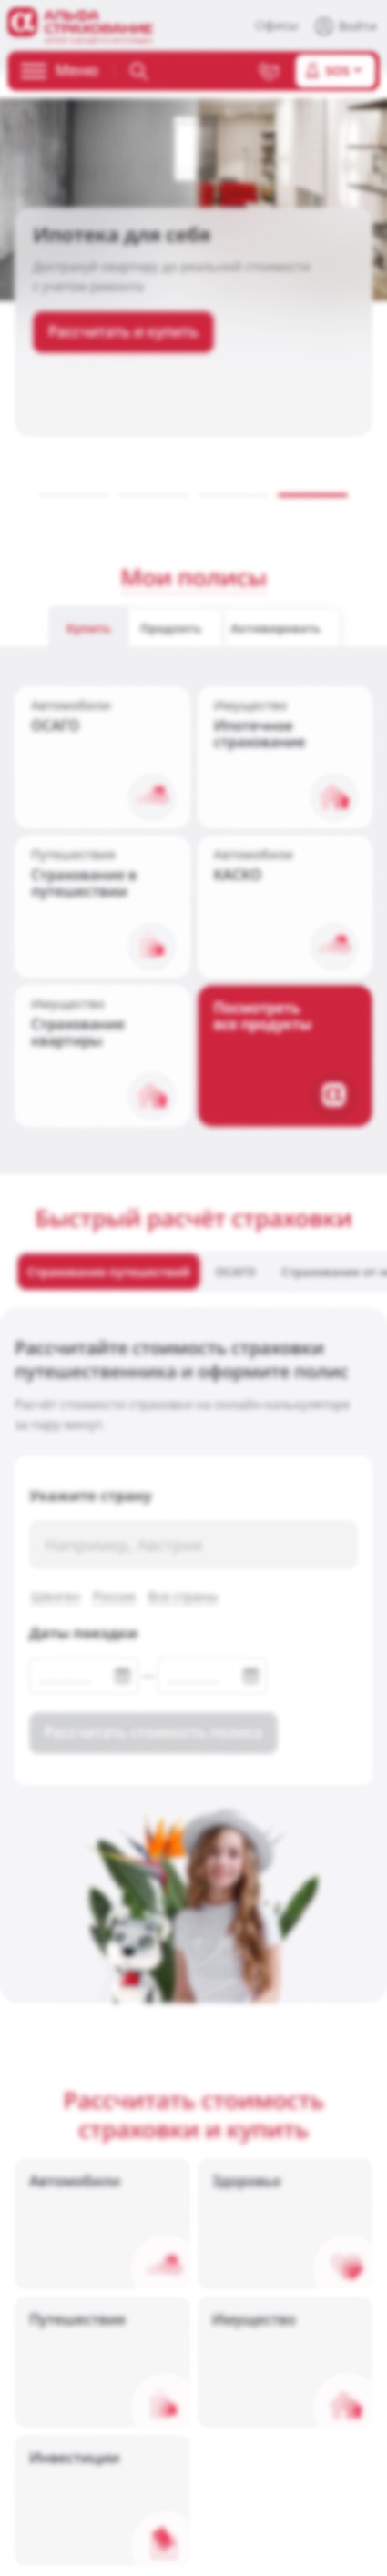 АЛЬФА
СТРАХОВАНИЕ
Офисы
Войти
Меню
SOS
Ипотека для себя
Дострахуй квартиру до реальной стоимости
с учетом ремонта
Рассчитать и купить
Мои полисы
Купить
Продлить
Активировать
Автомобили
ОСАГО
Имущество
Ипотечное
страхование
Путешествия
Страхование в
путешествии
Автомобили
КАСКО
Имущество
Страхование
квартиры
Посмотреть
все продукты
Быстрый расчёт страховки
Страхование путешествий
ОСАГО
Страхование от
Рассчитайте стоимость страховки
путешественника и оформите полис
Расчёт стоимости страховки на онлайн-калькуляторе
за пару минут.
Укажите страну
Например, Австрия
Шенген
Россия
Все страны
Даты поездки
—
Рассчитать стоимость полиса
Рассчитать стоимость
страховки и купить
Автомобили
Здоровье
Путешествия
Имущество
Инвестиции